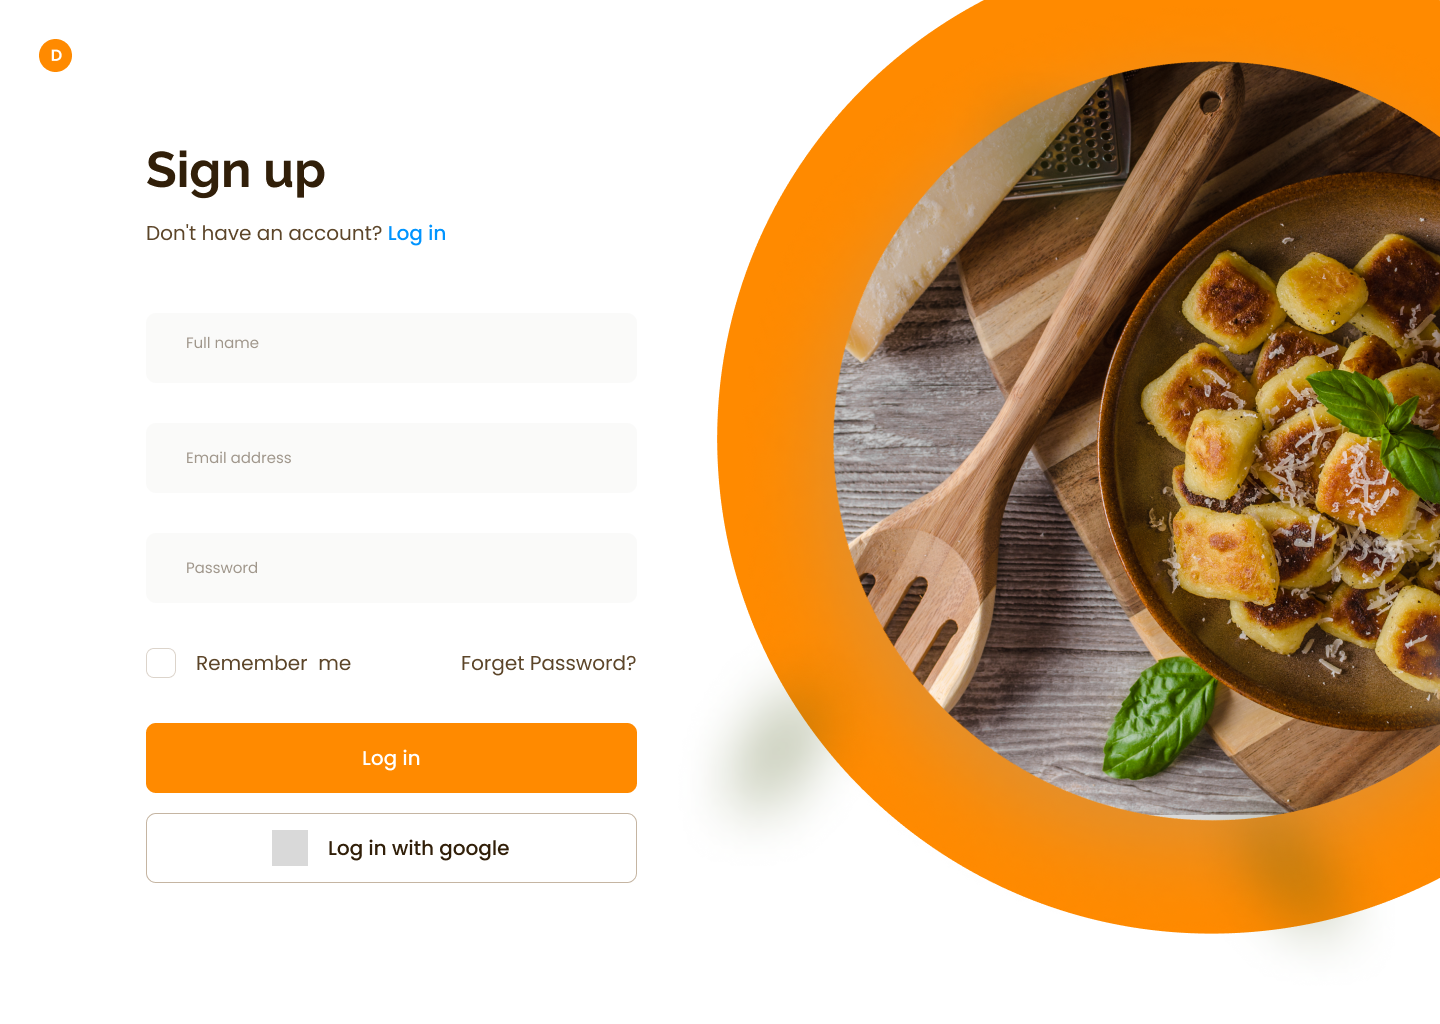 D
Sign up
Don't have an account? Log in
Full name
Email address
Password
Remember  me
Forget Password?
Log in
Log in with google